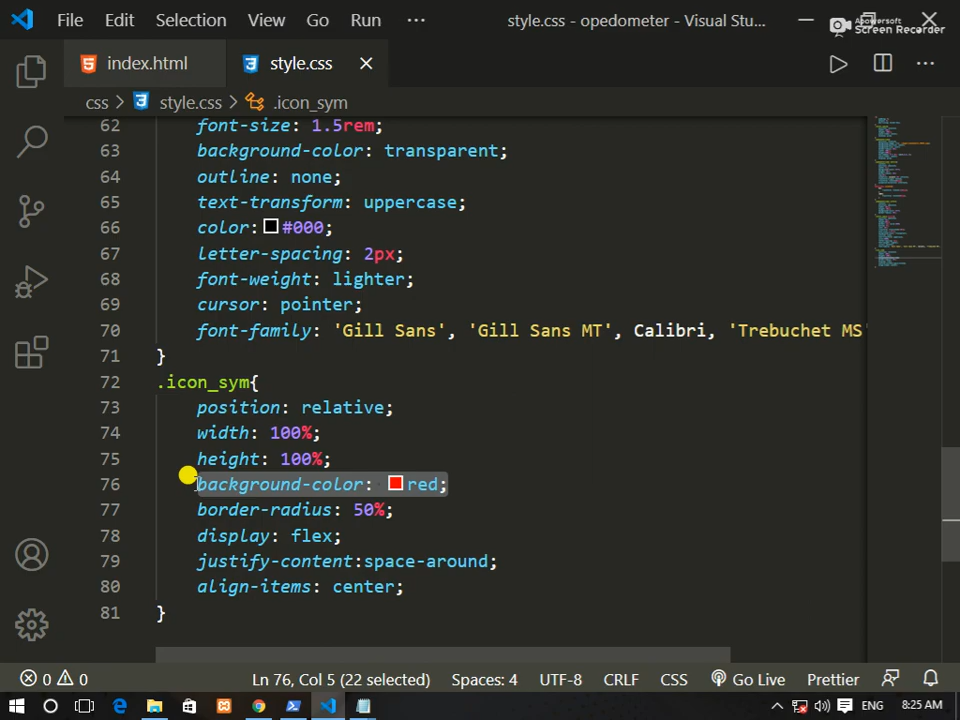 File Edit Selection View Go Run ··· style.css - opedometer - Visual Stu...
Apowersoft
Screen Recorder
index.html style.css
css > style.css > .icon_sym
62 font-size: 1.5rem;
63 background-color: transparent;
64 outline: none;
65 text-transform: uppercase;
66 color: #000;
67 letter-spacing: 2px;
68 font-weight: lighter;
69 cursor: pointer;
70 font-family: 'Gill Sans', 'Gill Sans MT', Calibri, 'Trebuchet MS'
71 }
72 .icon_sym{
73 position: relative;
74 width: 100%;
75 height: 100%;
76 background-color: red;
77 border-radius: 50%;
78 display: flex;
79 justify-content:space-around;
80 align-items: center;
81 }
0 0 Ln 76, Col 5 (22 selected) Spaces: 4 UTF-8 CRLF CSS Go Live Prettier
ENG 8:25 AM